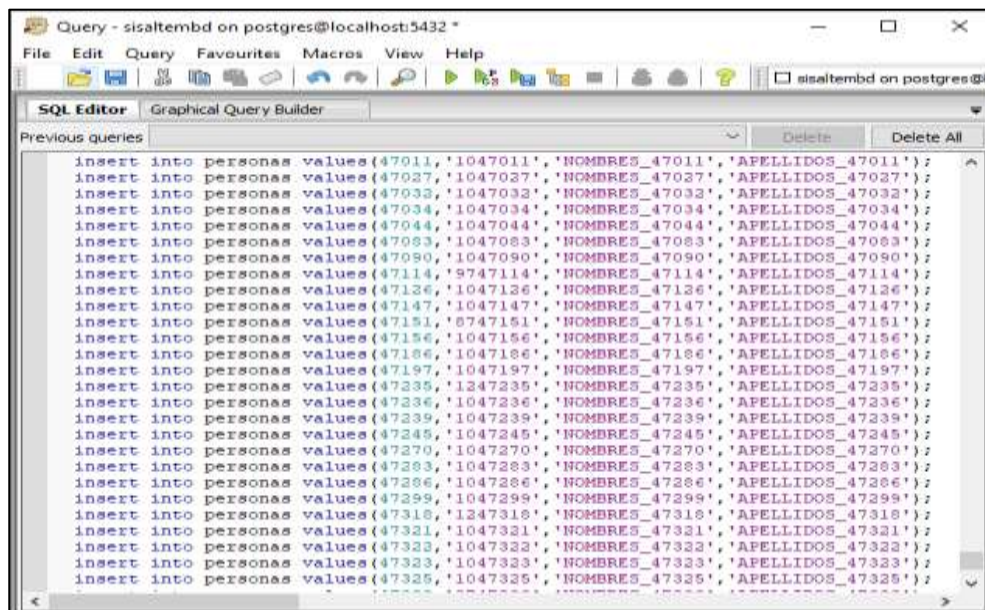 Query - sisaltembd on postgres@localhost:5432 *
File Edit Query Favourites Macros View Help
sisaltembd on postgres@
SQL Editor Graphical Query Builder
Previous queries Delete Delete All
insert into personas values(47011,'1047011','NOMBRES_47011','APELLIDOS_47011');
insert into personas values(47027,'1047027','NOMBRES_47027','APELLIDOS_47027');
insert into personas values(47032,'1047032','NOMBRES_47032','APELLIDOS_47032');
insert into personas values(47034,'1047034','NOMBRES_47034','APELLIDOS_47034');
insert into personas values(47044,'1047044','NOMBRES_47044','APELLIDOS_47044');
insert into personas values(47083,'1047083','NOMBRES_47083','APELLIDOS_47083');
insert into personas values(47090,'1047090','NOMBRES_47090','APELLIDOS_47090');
insert into personas values(47114,'9747114','NOMBRES_47114','APELLIDOS_47114');
insert into personas values(47126,'1047126','NOMBRES_47126','APELLIDOS_47126');
insert into personas values(47147,'1047147','NOMBRES_47147','APELLIDOS_47147');
insert into personas values(47151,'8747151','NOMBRES_47151','APELLIDOS_47151');
insert into personas values(47156,'1047156','NOMBRES_47156','APELLIDOS_47156');
insert into personas values(47186,'1047186','NOMBRES_47186','APELLIDOS_47186');
insert into personas values(47197,'1047197','NOMBRES_47197','APELLIDOS_47197');
insert into personas values(47235,'1247235','NOMBRES_47235','APELLIDOS_47235');
insert into personas values(47236,'1047236','NOMBRES_47236','APELLIDOS_47236');
insert into personas values(47239,'1047239','NOMBRES_47239','APELLIDOS_47239');
insert into personas values(47245,'1047245','NOMBRES_47245','APELLIDOS_47245');
insert into personas values(47270,'1047270','NOMBRES_47270','APELLIDOS_47270');
insert into personas values(47283,'1047283','NOMBRES_47283','APELLIDOS_47283');
insert into personas values(47286,'1047286','NOMBRES_47286','APELLIDOS_47286');
insert into personas values(47299,'1047299','NOMBRES_47299','APELLIDOS_47299');
insert into personas values(47318,'1247318','NOMBRES_47318','APELLIDOS_47318');
insert into personas values(47321,'1047321','NOMBRES_47321','APELLIDOS_47321');
insert into personas values(47322,'1047322','NOMBRES_47322','APELLIDOS_47322');
insert into personas values(47323,'1047323','NOMBRES_47323','APELLIDOS_47323');
insert into personas values(47325,'1047325','NOMBRES_47325','APELLIDOS_47325');